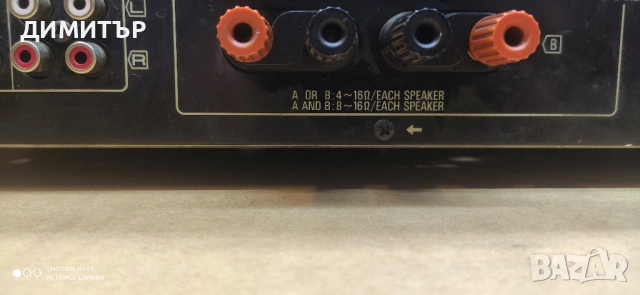 ДИМИТЪР
L
R
B
A OR B:4~16Ω/EACH SPEAKER
A AND B:8~16Ω/EACH SPEAKER
BAZAR